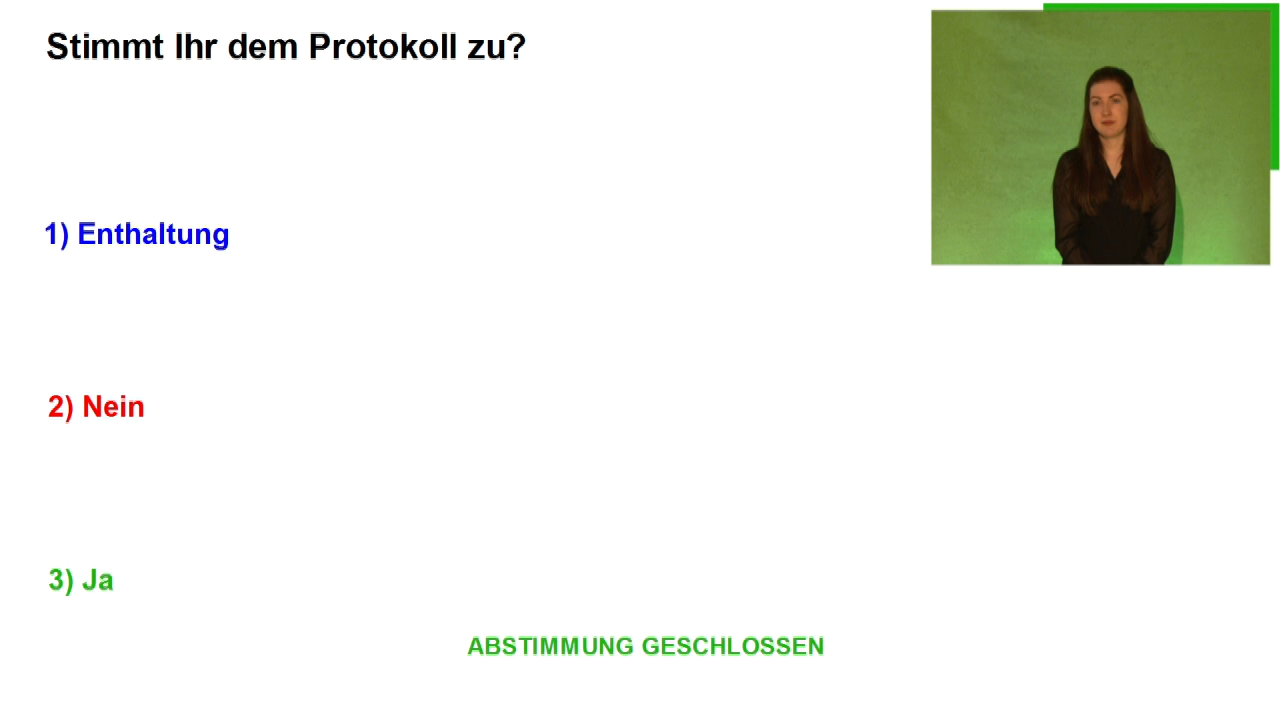 Stimmt Ihr dem Protokoll zu?
1) Enthaltung
2) Nein
3) Ja
ABSTIMMUNG GESCHLOSSEN